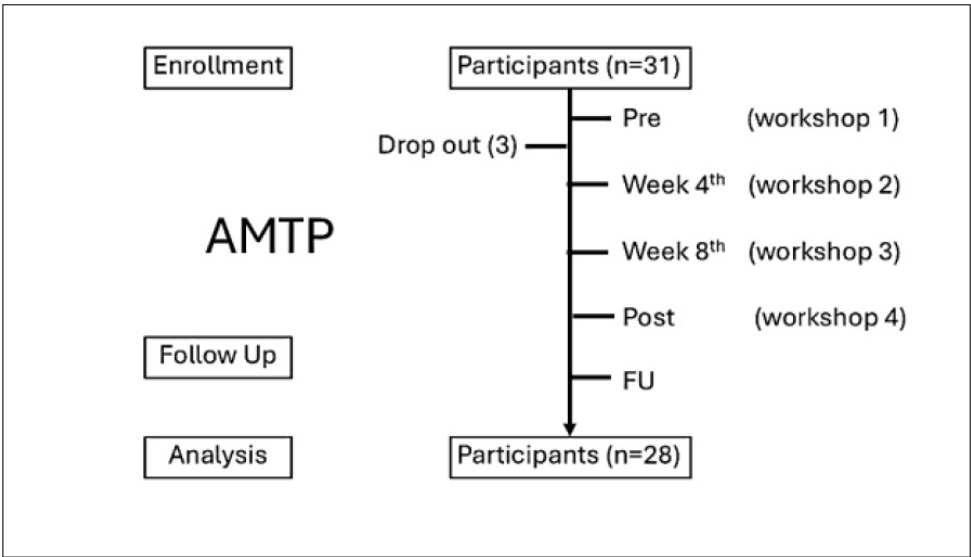 Enrollment Participants (n=31)
Pre (workshop 1)
Drop out (3)
Week 4th (workshop 2)
AMTP
Week 8th (workshop 3)
Post (workshop 4)
Follow Up
FU
Analysis Participants (n=28)